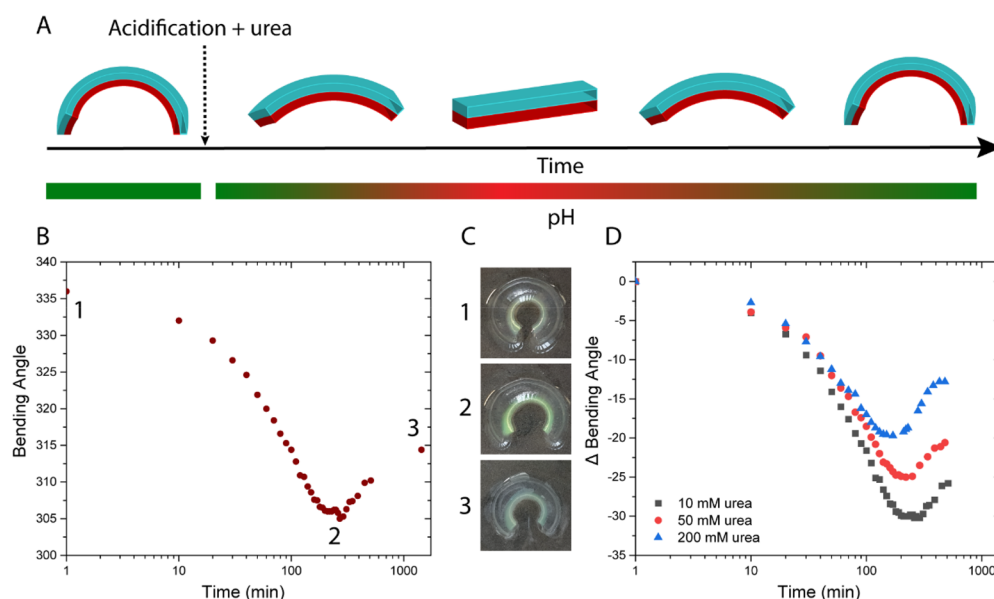 A
Acidification + urea
Time
pH
B
C
D
340
335
330
325
320
315
310
305
300
Bending Angle
1
2
3
1
10
100
1000
Time (min)
1
2
3
0
-5
-10
-15
-20
-25
-30
-35
Δ Bending Angle
10 mM urea
50 mM urea
200 mM urea
1
10
100
1000
Time (min)